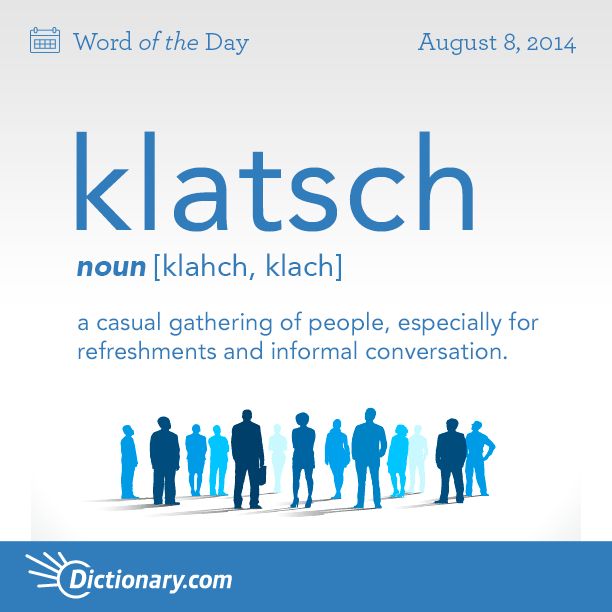 Word of the Day
August 8, 2014
klatsch
noun [klahch, klach]
a casual gathering of people, especially for
refreshments and informal conversation.
Dictionary.com